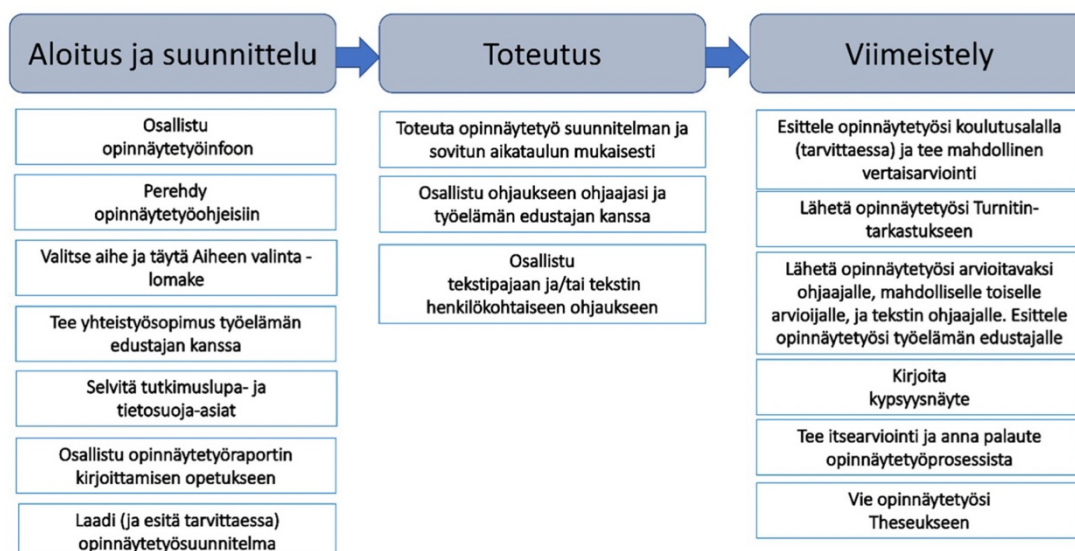 Aloitus ja suunnittelu
Osallistu
opinnäytetyöinfoon
Perehdy
opinnäytetyöohjeisiin
Valitse aihe ja täytä Aiheen valinta -
lomake
Tee yhteistyösopimus työelämän
edustajan kanssa
Selvitä tutkimuslupa- ja
tietosuoja-asiat
Osallistu opinnäytetyöraportin
kirjoittamisen opetukseen
Laadi (ja esitä tarvittaessa)
opinnäytetyösuunnitelma
Toteutus
Toteuta opinnäytetyö suunnitelman ja
sovitun aikataulun mukaisesti
Osallistu ohjaukseen ohjaajasi ja
työelämän edustajan kanssa
Osallistu
tekstipajaan ja/tai tekstin
henkilökohtaiseen ohjaukseen
Viimeistely
Esittele opinnäytetyösi koulutusalalla
(tarvittaessa) ja tee mahdollinen
vertaisarviointi
Lähetä opinnäytetyösi Turnitin-
tarkastukseen
Lähetä opinnäytetyösi arvioitavaksi
ohjaajalle, mahdolliselle toiselle
arvioijalle, ja tekstin ohjaajalle. Esittele
opinnäytetyösi työelämän edustajalle
Kirjoita
kypsyysnäyte
Tee itsearviointi ja anna palaute
opinnäytetyöprosessista
Vie opinnäytetyösi
Theseukseen